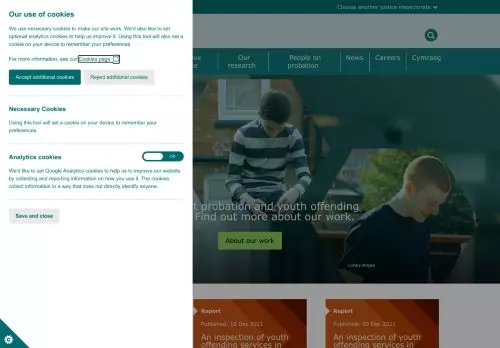 Our use of cookies
We use necessary cookies to make our site work. We'd also like to set
optional analytics cookies to help us improve it. Using this tool will also set a
cookie on your device to remember your preferences.
For more information, see our Cookies page
Accept additional cookies
Reject additional cookies
Necessary Cookies
Using this tool will set a cookie on your device to remember your
preferences.
Analytics cookies
Off
We'd like to set Google Analytics cookies to help us to improve our website
by collecting and reporting information on how you use it. The cookies
collect information in a way that does not directly identify anyone.
Save and close
Choose another justice inspectorate
Our
research
People on
probation
News
Careers
Cymraeg
t probation and youth offending
Find out more about our work.
About our work
Library images
Report
Published: 10 Dec 2021
An inspection of youth
offending services in
Report
Published: 09 Dec 2021
An inspection of youth
offending services in